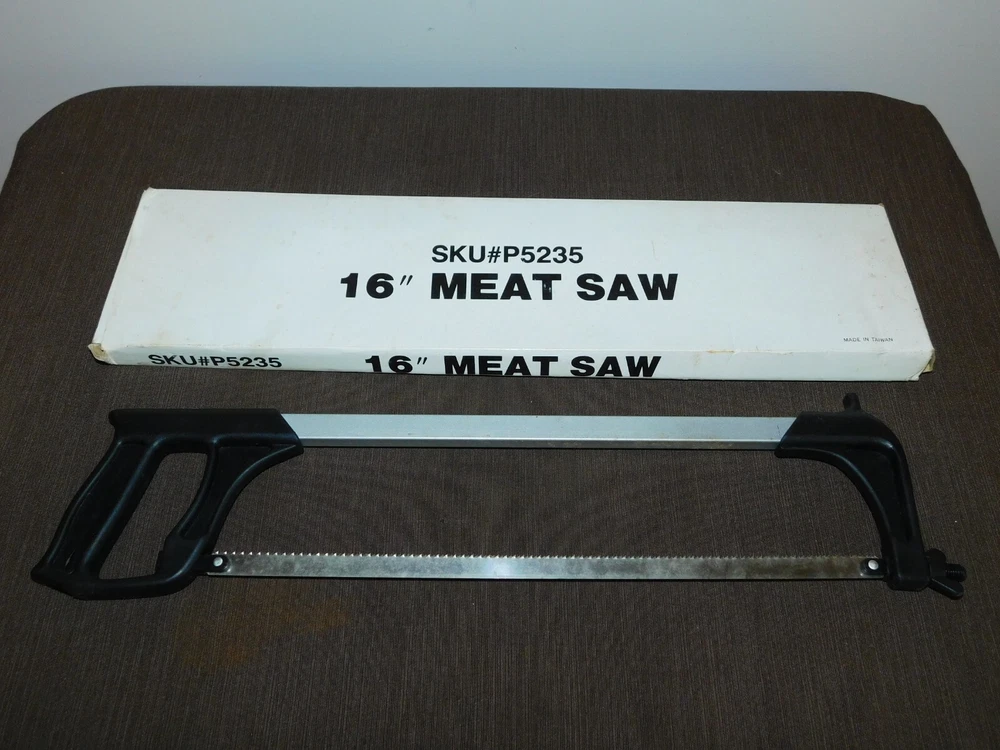 SKU#P5235
16" MEAT SAW
MADE IN TAIWAN
SKU#P5235 16" MEAT SAW